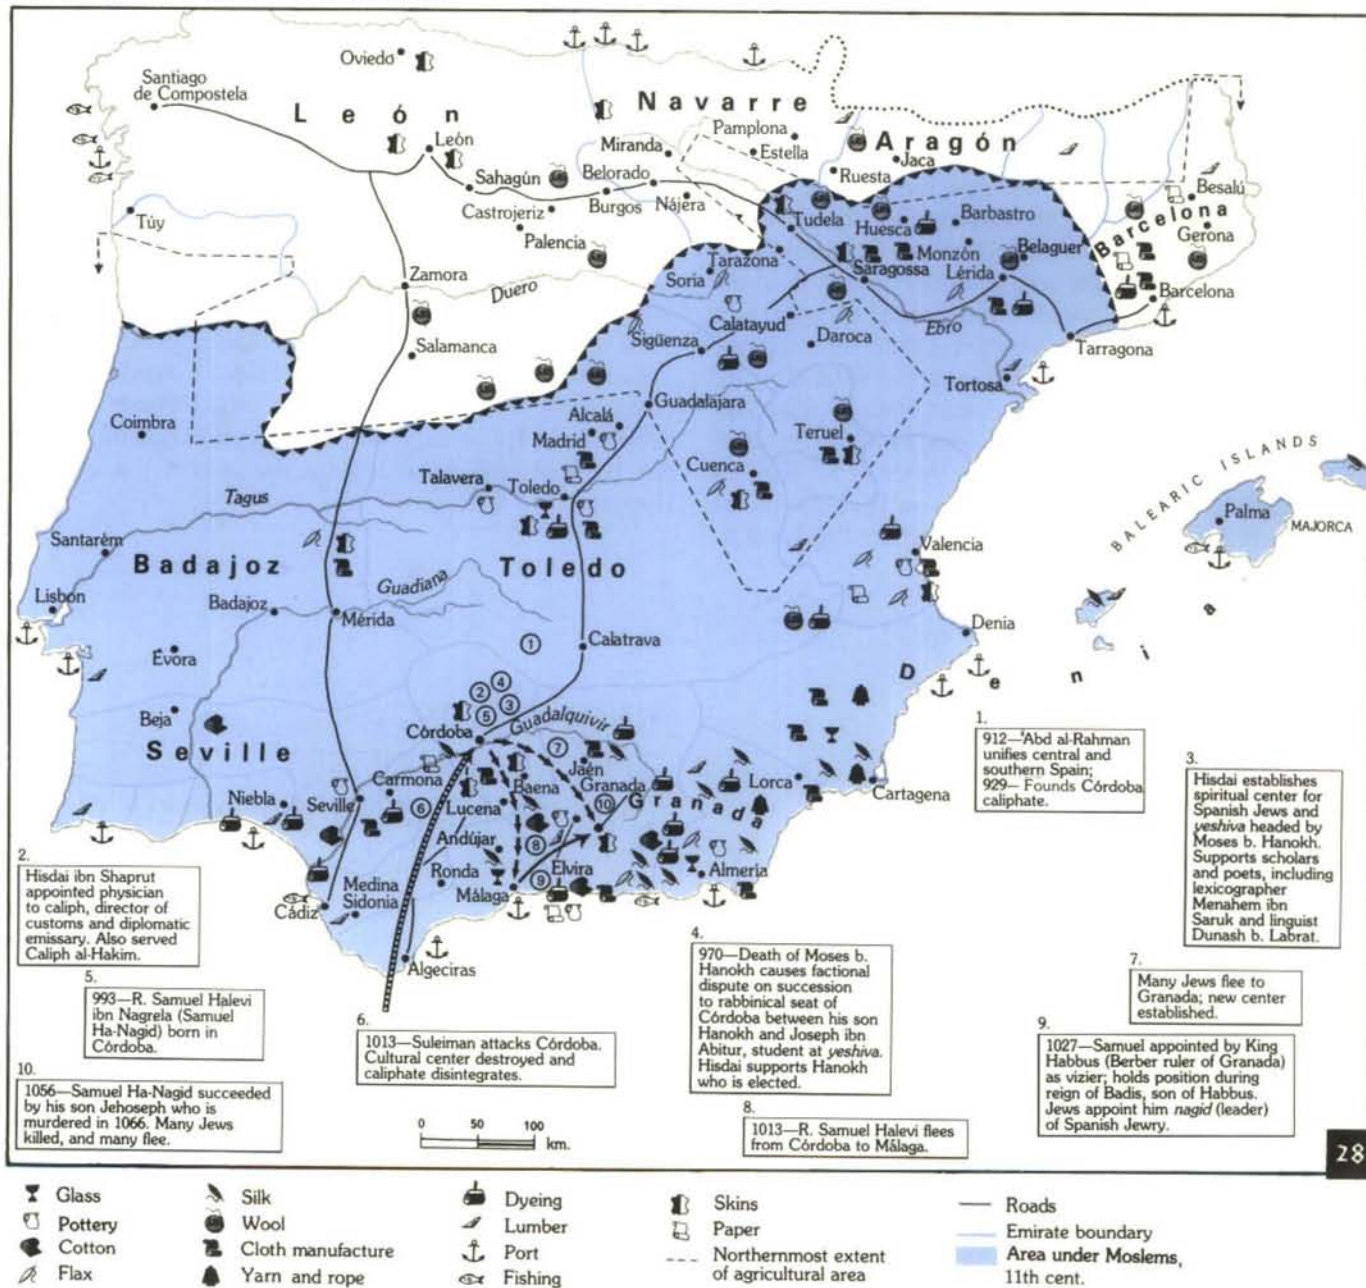 Oviedo
Santiago
de Compostela
León
Navarre
Aragón
Pamplona
Estella
Miranda
León
Jaca
Ruesta
Sahagún
Belorado
Besalú
Castrojeriz
Burgos
Nájera
Túy
Tudela
Huesca
Barbastro
Barcelona
Gerona
Palencia
Tarazona
Monzón
Belaguer
Soria
Saragossa
Lérida
Zamora
Duero
Barcelona
Calatayud
Ebro
Salamanca
Sigüenza
Daroca
Tarragona
Tortosa
Coimbra
Alcalá
Guadalajara
Madrid
Teruel
Cuenca
BALEARIC ISLANDS
Talavera
Toledo
Tagus
Palma
MAJORCA
Santarém
Badajoz
Toledo
Valencia
Guadiana
Lisbon
Badajoz
Mérida
Denia
Évora
Calatrava
1
Denia
2
4
3
5
Beja
Guadalquivir
Córdoba
Seville
7
Jaén
Carmona
Baena
Granada
Lorca
Niebla
Seville
6
Lucena
10
Granada
Cartagena
Andújar
8
Ronda
Elvira
Almería
Medina
Sidonia
Málaga
9
Cádiz
Algeciras
1.
912—'Abd al-Rahman
unifies central and
southern Spain;
929— Founds Córdoba
caliphate.
2.
Hisdai ibn Shaprut
appointed physician
to caliph, director of
customs and diplomatic
emissary. Also served
Caliph al-Hakim.
3.
Hisdai establishes
spiritual center for
Spanish Jews and
yeshiva headed by
Moses b. Hanokh.
Supports scholars
and poets, including
lexicographer
Menahem ibn
Saruk and linguist
Dunash b. Labrat.
4.
970—Death of Moses b.
Hanokh causes factional
dispute on succession
to rabbinical seat of
Córdoba between his son
Hanokh and Joseph ibn
Abitur, student at yeshiva.
Hisdai supports Hanokh
who is elected.
5.
993—R. Samuel Halevi
ibn Nagrela (Samuel
Ha-Nagid) born in
Córdoba.
6.
1013—Suleiman attacks Córdoba.
Cultural center destroyed and
caliphate disintegrates.
7.
Many Jews flee to
Granada; new center
established.
8.
1013—R. Samuel Halevi flees
from Córdoba to Málaga.
9.
1027—Samuel appointed by King
Habbus (Berber ruler of Granada)
as vizier; holds position during
reign of Badis, son of Habbus.
Jews appoint him nagid (leader)
of Spanish Jewry.
10.
1056—Samuel Ha-Nagid succeeded
by his son Jehoseph who is
murdered in 1066. Many Jews
killed, and many flee.
0 50 100
km.
28
Glass
Pottery
Cotton
Flax
Silk
Wool
Cloth manufacture
Yarn and rope
Dyeing
Lumber
Port
Fishing
Skins
Paper
Northernmost extent
of agricultural area
Roads
Emirate boundary
Area under Moslems,
11th cent.